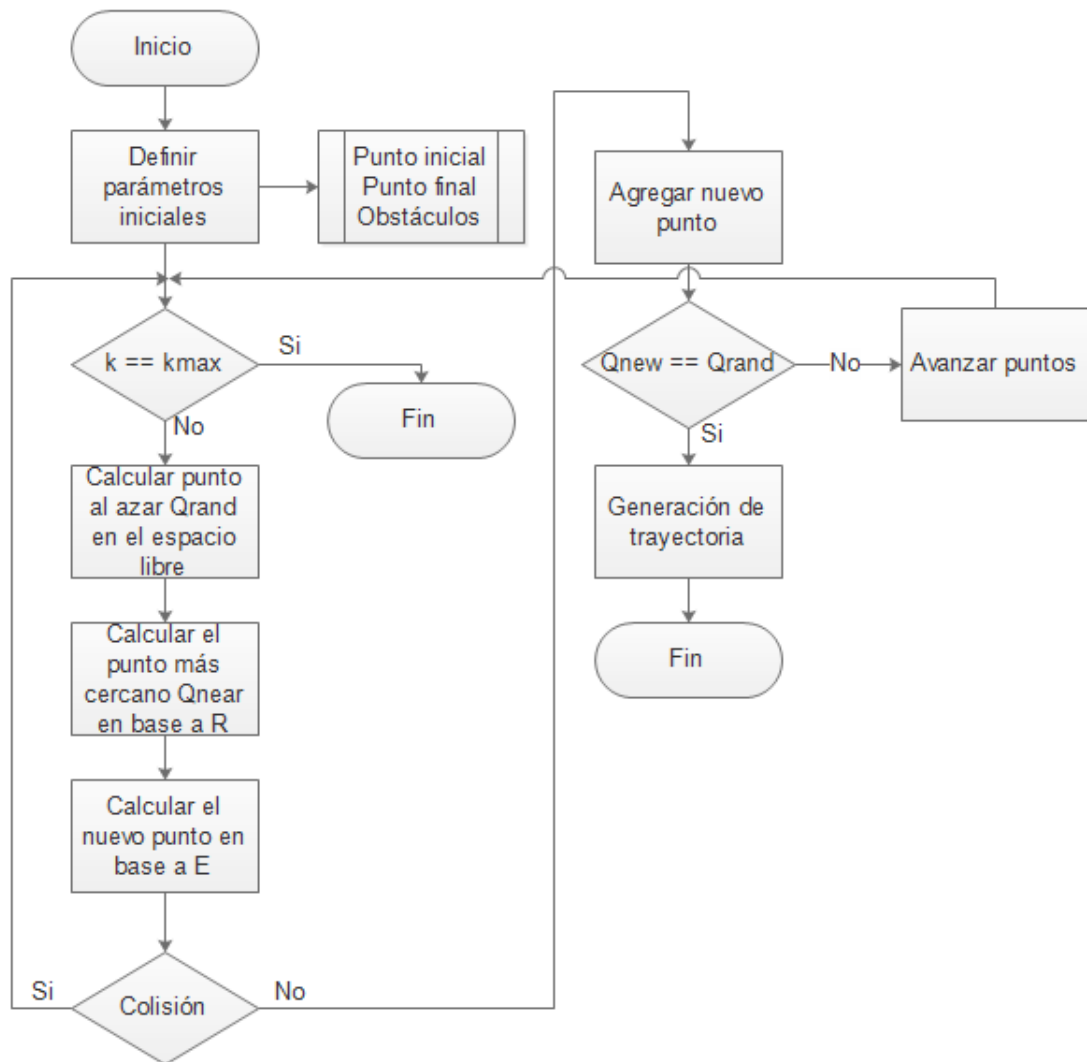 Inicio
Definir
parámetros
iniciales
Punto inicial
Punto final
Obstáculos
k == kmax
Si
Fin
No
Calcular punto
al azar Qrand
en el espacio
libre
Calcular el
punto más
cercano Qnear
en base a R
Calcular el
nuevo punto en
base a E
Si
Colisión
No
Agregar nuevo
punto
Qnew == Qrand
No
Avanzar puntos
Si
Generación de
trayectoria
Fin